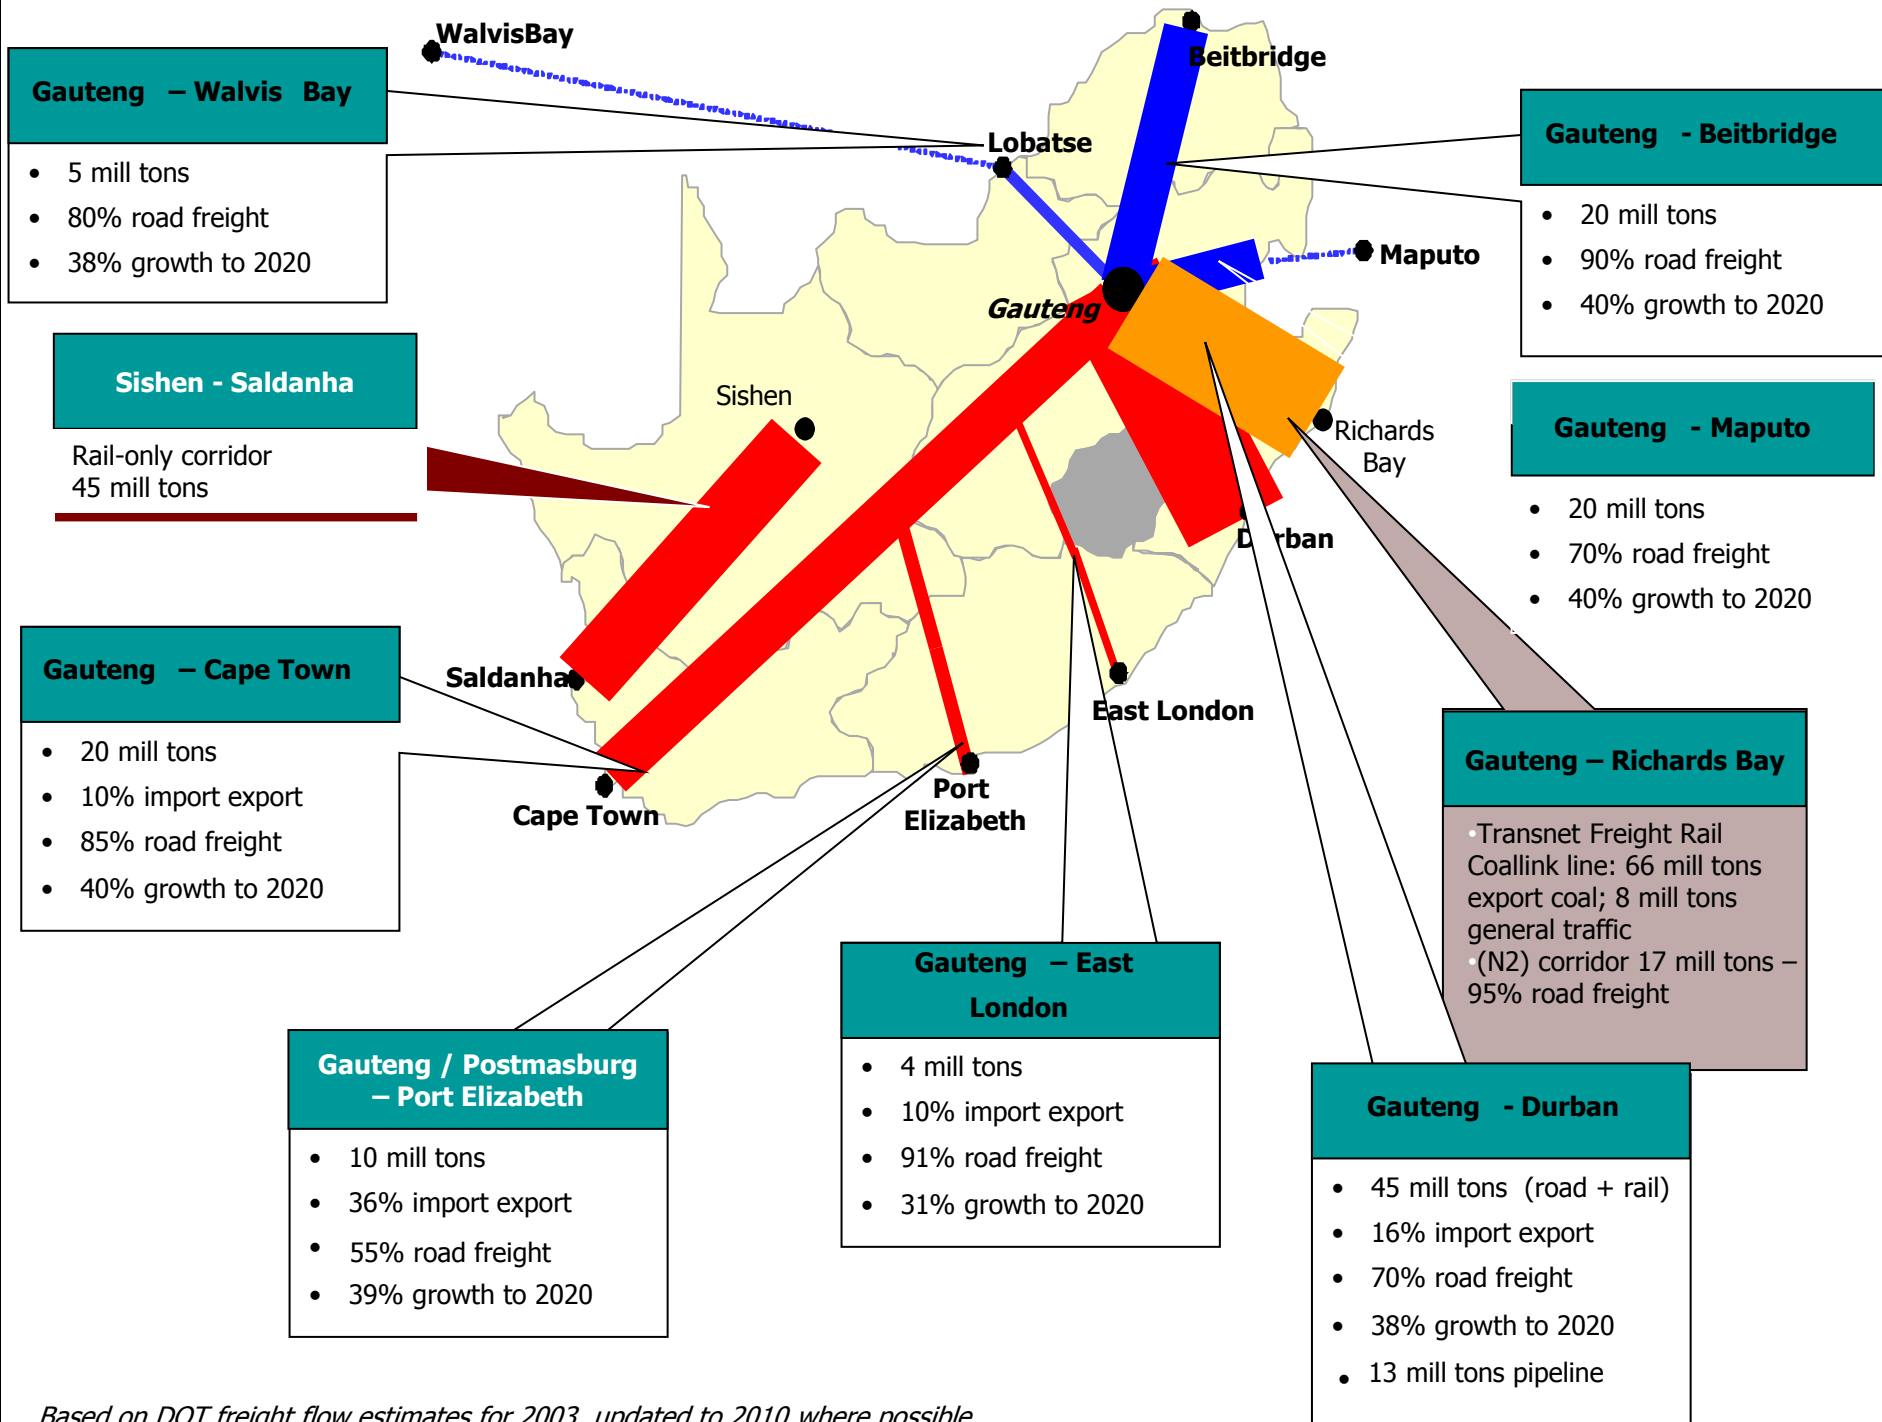 WalvisBay
Beitbridge
Gauteng – Walvis Bay
• 5 mill tons
• 80% road freight
• 38% growth to 2020
Lobatse
Gauteng - Beitbridge
• 20 mill tons
• 90% road freight
• 40% growth to 2020
Maputo
Gauteng
Sishen - Saldanha
Rail-only corridor
45 mill tons
Sishen
Richards
Bay
Gauteng - Maputo
• 20 mill tons
• 70% road freight
• 40% growth to 2020
Durban
Gauteng – Cape Town
• 20 mill tons
• 10% import export
• 85% road freight
• 40% growth to 2020
Saldanha
East London
Cape Town
Port
Elizabeth
Gauteng – Richards Bay
•Transnet Freight Rail
Coallink line: 66 mill tons
export coal; 8 mill tons
general traffic
•(N2) corridor 17 mill tons –
95% road freight
Gauteng – East
London
• 4 mill tons
• 10% import export
• 91% road freight
• 31% growth to 2020
Gauteng / Postmasburg
– Port Elizabeth
• 10 mill tons
• 36% import export
• 55% road freight
• 39% growth to 2020
Gauteng - Durban
• 45 mill tons (road + rail)
• 16% import export
• 70% road freight
• 38% growth to 2020
• 13 mill tons pipeline
Based on DOT freight flow estimates for 2003, updated to 2010 where possible